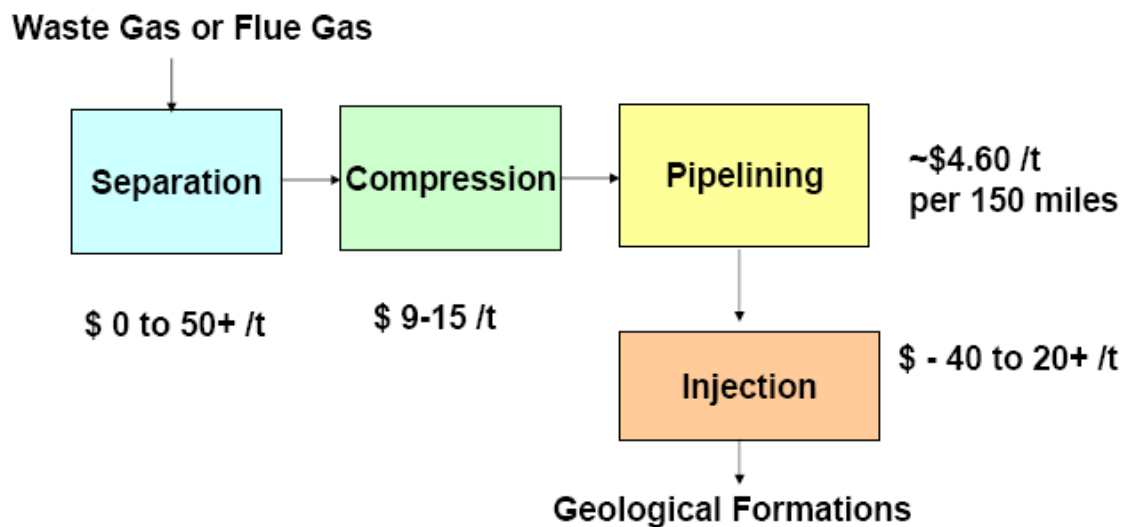 Waste Gas or Flue Gas
Separation
Compression
Pipelining
~$4.60 /t
per 150 miles
$ 0 to 50+ /t
$ 9-15 /t
Injection
$ - 40 to 20+ /t
Geological Formations